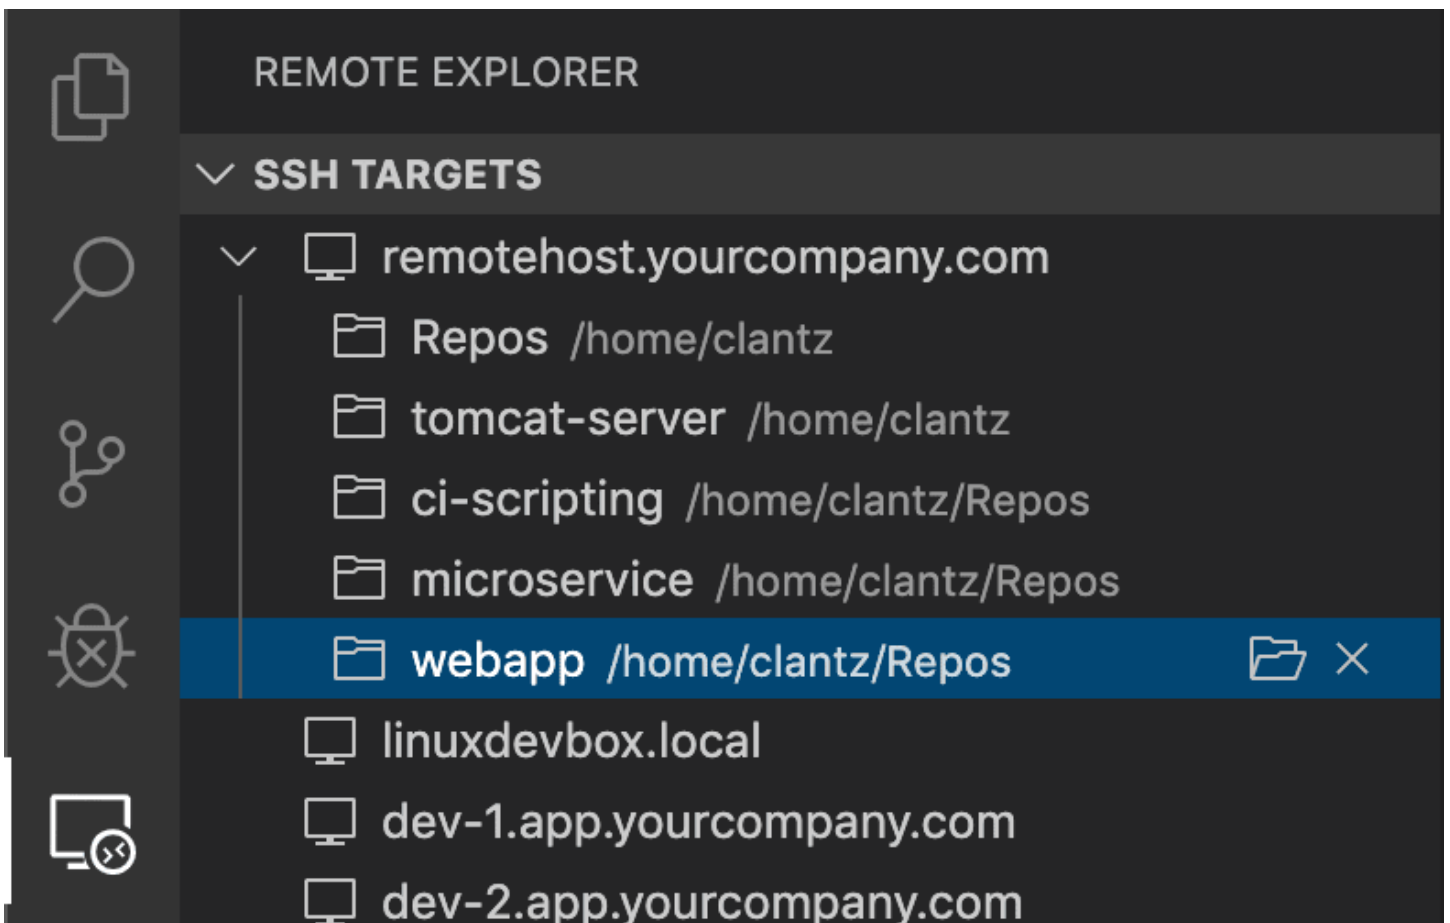 REMOTE EXPLORER
SSH TARGETS
remotehost.yourcompany.com
Repos /home/clantz
tomcat-server /home/clantz
ci-scripting /home/clantz/Repos
microservice /home/clantz/Repos
webapp /home/clantz/Repos
linuxdevbox.local
dev-1.app.yourcompany.com
dev-2.app.yourcompany.com